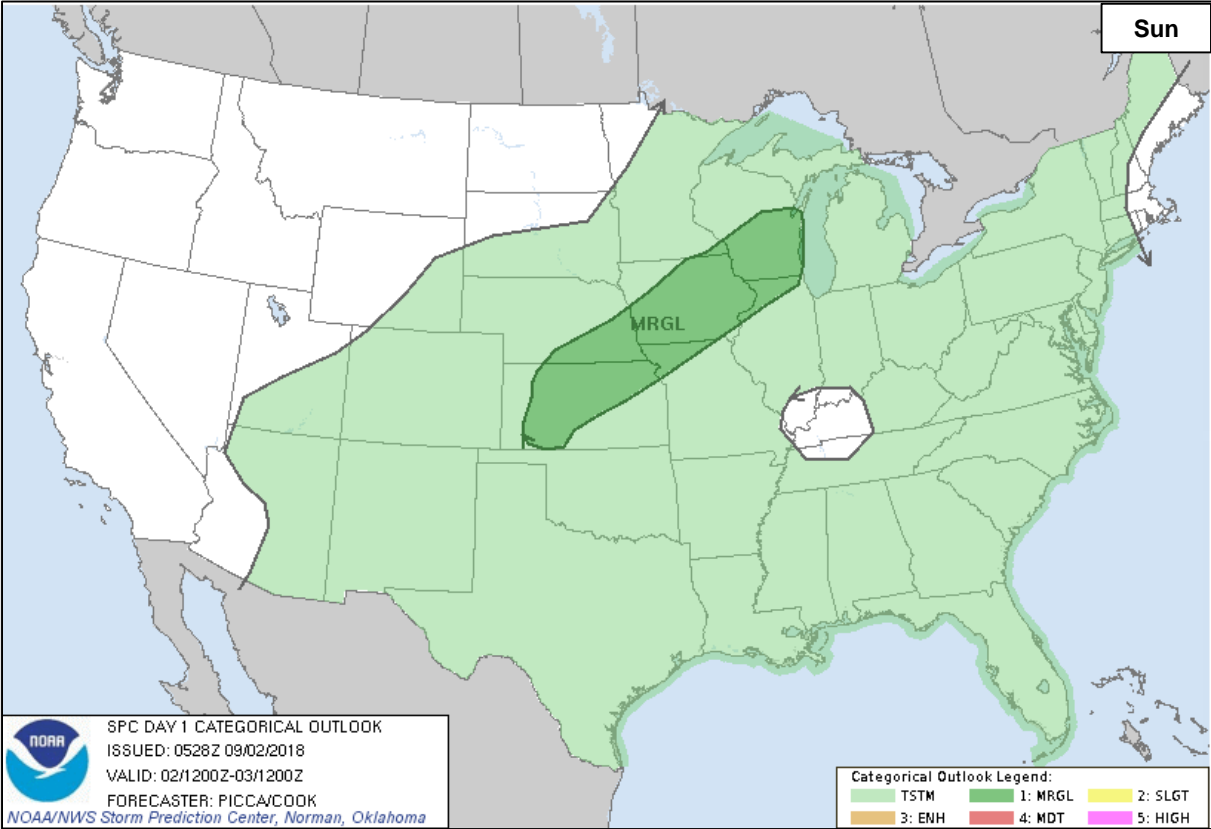 Sun
MRGL
NOAA
SPC DAY 1 CATEGORICAL OUTLOOK
ISSUED: 0528Z 09/02/2018
VALID: 02/1200Z-03/1200Z
FORECASTER: PICCA/COOK
NOAA/NWS Storm Prediction Center, Norman, Oklahoma
Categorical Outlook Legend:
TSTM 1: MRGL 2: SLGT
3: ENH 4: MDT 5: HIGH